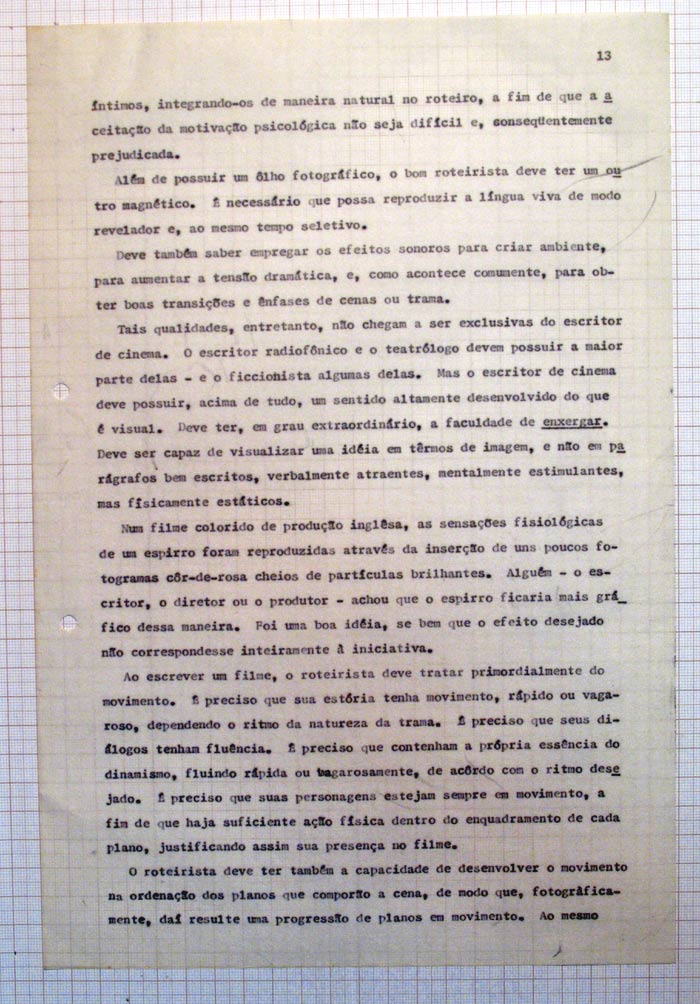 13
íntimos, integrando-os de maneira natural no roteiro, a fim de que a a
ceitação da motivação psicológica não seja difícil e, conseqüentemente
prejudicada.
Além de possuir um ôlho fotográfico, o bom roteirista deve ter um ou
tro magnético. É necessário que possa reproduzir a língua viva de modo
revelador e, ao mesmo tempo seletivo.
Deve também saber empregar os efeitos sonoros para criar ambiente,
para aumentar a tensão dramática, e, como acontece comumente, para ob-
ter boas transições e ênfases de cenas ou trama.
Tais qualidades, entretanto, não chegam a ser exclusivas do escritor
de cinema. O escritor radiofônico e o teatrólogo devem possuir a maior
parte delas - e o ficcionista algumas delas. Mas o escritor de cinema
deve possuir, acima de tudo, um sentido altamente desenvolvido do que
é visual. Deve ter, em grau extraordinário, a faculdade de enxergar.
Deve ser capaz de visualizar uma idéia em têrmos de imagem, e não em pa
rágrafos bem escritos, verbalmente atraentes, mentalmente estimulantes,
mas fisicamente estáticos.
Num filme colorido de produção inglêsa, as sensações fisiológicas
de um espirro foram reproduzidas através da inserção de uns poucos fo-
togramas côr-de-rosa cheios de partículas brilhantes. Alguém - o es-
critor, o diretor ou o produtor - achou que o espirro ficaria mais grá_
fico dessa maneira. Foi uma boa idéia, se bem que o efeito desejado
não correspondesse inteiramente à iniciativa.
Ao escrever um filme, o roteirista deve tratar primordialmente do
movimento. É preciso que sua estória tenha movimento, rápido ou vaga-
roso, dependendo o ritmo da natureza da trama. É preciso que seus di-
álogos tenham fluência. É preciso que contenham a própria essência do
dinamismo, fluindo rápida ou vagarosamente, de acôrdo com o ritmo dese
jado. É preciso que suas personagens estejam sempre em movimento, a
fim de que haja suficiente ação física dentro do enquadramento de cada
plano, justificando assim sua presença no filme.
O roteirista deve ter também a capacidade de desenvolver o movimento
na ordenação dos planos que comporão a cena, de modo que, fotográfica-
mente, daí resulte uma progressão de planos em movimento. Ao mesmo